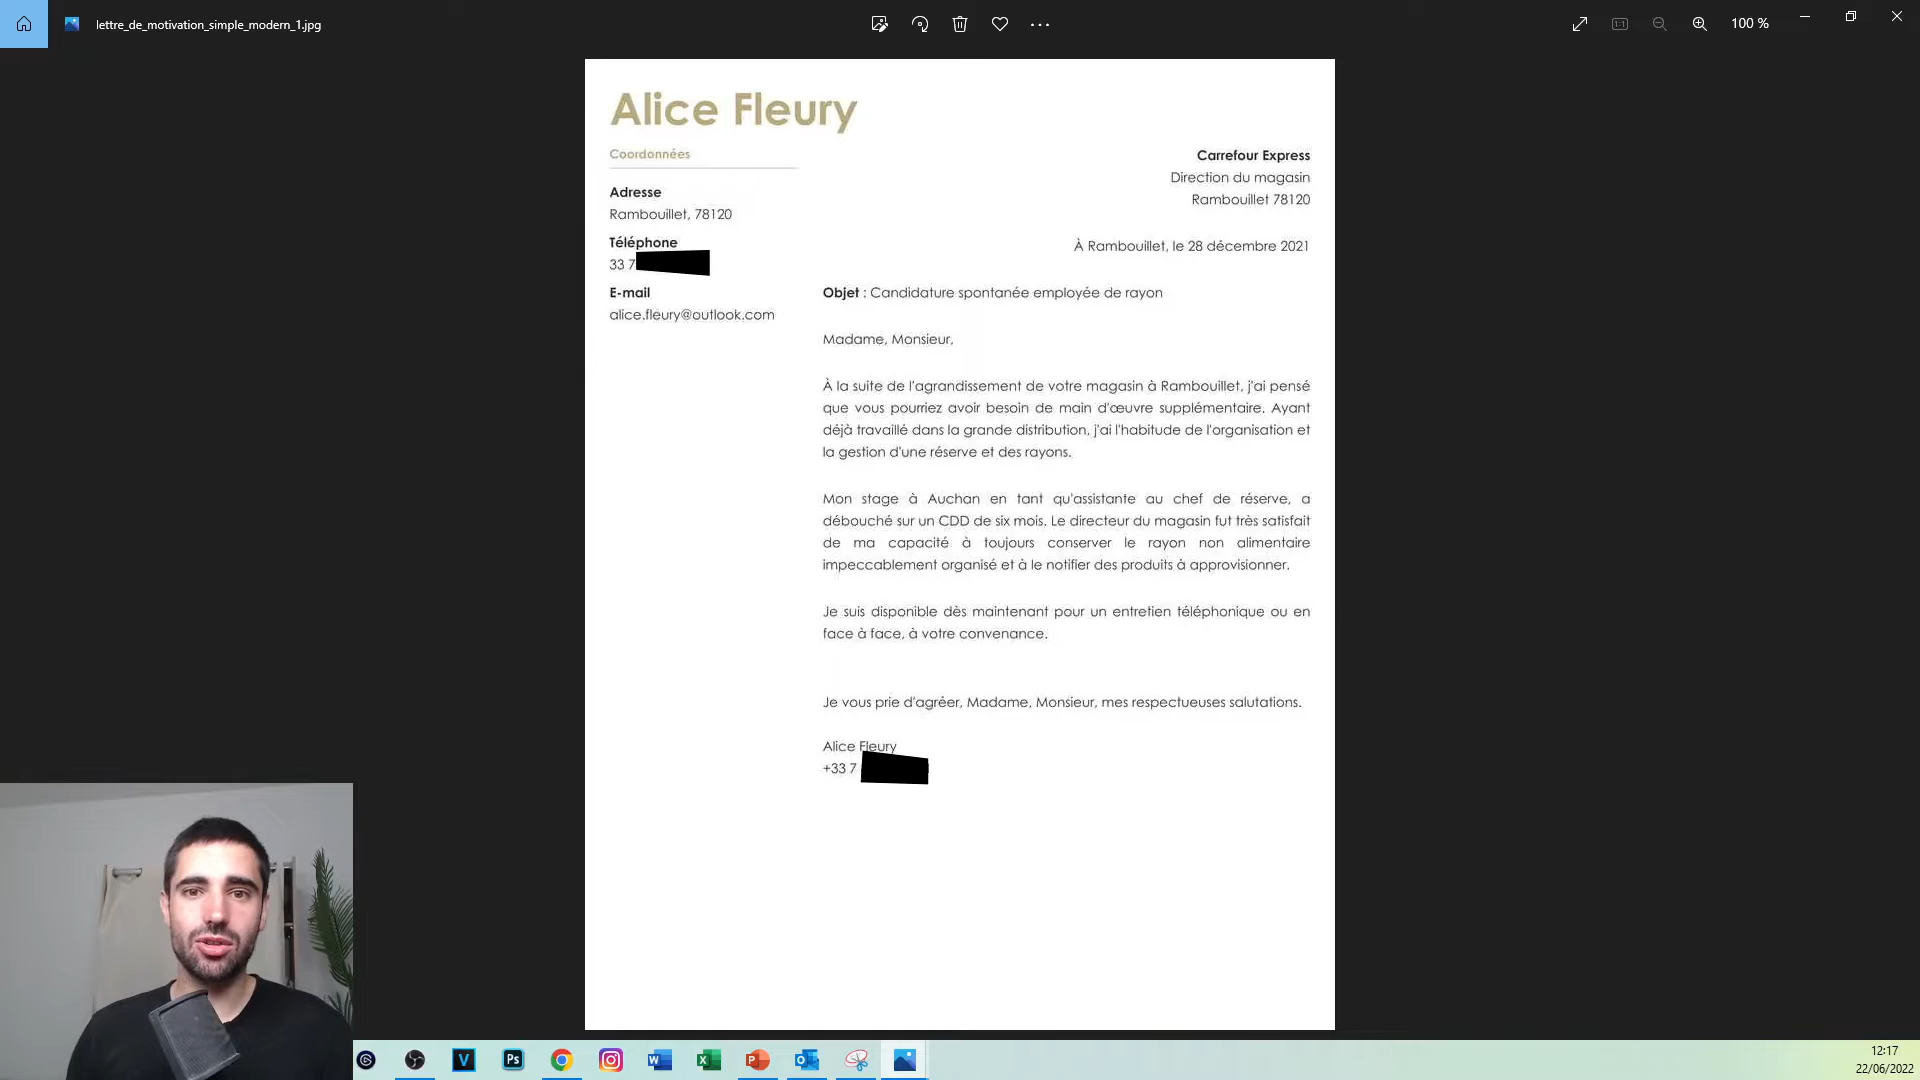 lettre_de_motivation_simple_modern_1.jpg
100 %
Alice Fleury
Coordonnées
Adresse
Rambouillet, 78120
Téléphone
33 7
E-mail
alice.fleury@outlook.com
Carrefour Express
Direction du magasin
Rambouillet 78120
À Rambouillet, le 28 décembre 2021
Objet : Candidature spontanée employée de rayon
Madame, Monsieur,
À la suite de l'agrandissement de votre magasin à Rambouillet, j'ai pensé
que vous pourriez avoir besoin de main d'œuvre supplémentaire. Ayant
déjà travaillé dans la grande distribution, j'ai l'habitude de l'organisation et
la gestion d'une réserve et des rayons.
Mon stage à Auchan en tant qu'assistante au chef de réserve, a
débouché sur un CDD de six mois. Le directeur du magasin fut très satisfait
de ma capacité à toujours conserver le rayon non alimentaire
impeccablement organisé et à le notifier des produits à approvisionner.
Je suis disponible dès maintenant pour un entretien téléphonique ou en
face à face, à votre convenance.
Je vous prie d'agréer, Madame, Monsieur, mes respectueuses salutations.
Alice Fleury
+33 7
V
Ps
W
X
P
O
12:17
22/06/2022